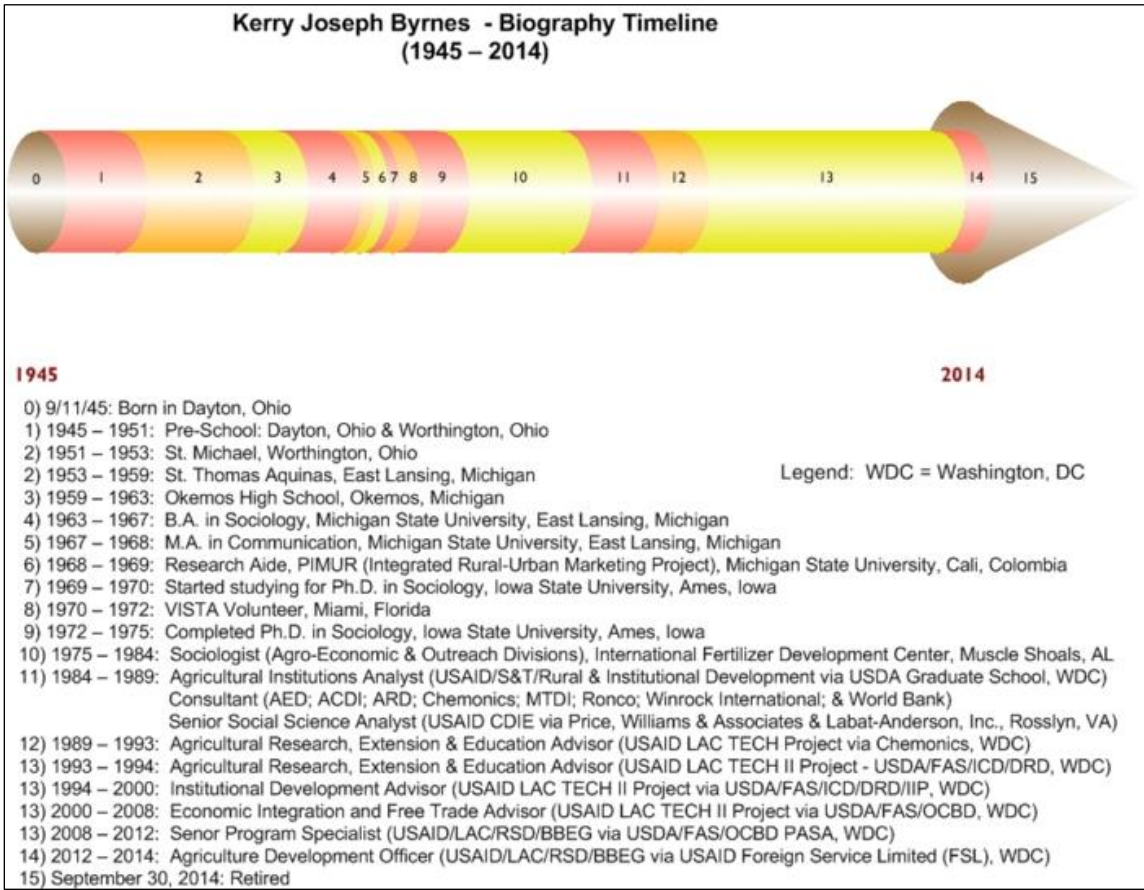 Kerry Joseph Byrnes - Biography Timeline
(1945 – 2014)
0 1 2 3 4 5 6 7 8 9 10 11 12 13 14 15
1945 2014
0) 9/11/45: Born in Dayton, Ohio
1) 1945 – 1951: Pre-School: Dayton, Ohio & Worthington, Ohio
2) 1951 – 1953: St. Michael, Worthington, Ohio
2) 1953 – 1959: St. Thomas Aquinas, East Lansing, Michigan
Legend: WDC = Washington, DC
3) 1959 – 1963: Okemos High School, Okemos, Michigan
4) 1963 – 1967: B.A. in Sociology, Michigan State University, East Lansing, Michigan
5) 1967 – 1968: M.A. in Communication, Michigan State University, East Lansing, Michigan
6) 1968 – 1969: Research Aide, PIMUR (Integrated Rural-Urban Marketing Project), Michigan State University, Cali, Colombia
7) 1969 – 1970: Started studying for Ph.D. in Sociology, Iowa State University, Ames, Iowa
8) 1970 – 1972: VISTA Volunteer, Miami, Florida
9) 1972 – 1975: Completed Ph.D. in Sociology, Iowa State University, Ames, Iowa
10) 1975 – 1984: Sociologist (Agro-Economic & Outreach Divisions), International Fertilizer Development Center, Muscle Shoals, AL
11) 1984 – 1989: Agricultural Institutions Analyst (USAID/S&T/Rural & Institutional Development via USDA Graduate School, WDC)
Consultant (AED; ACDI; ARD; Chemonics; MTDI; Ronco; Winrock International; & World Bank)
Senior Social Science Analyst (USAID CDIE via Price, Williams & Associates & Labat-Anderson, Inc., Rosslyn, VA)
12) 1989 – 1993: Agricultural Research, Extension & Education Advisor (USAID LAC TECH Project via Chemonics, WDC)
13) 1993 – 1994: Agricultural Research, Extension & Education Advisor (USAID LAC TECH II Project - USDA/FAS/ICD/DRD, WDC)
13) 1994 – 2000: Institutional Development Advisor (USAID LAC TECH II Project via USDA/FAS/ICD/DRD/IIP, WDC)
13) 2000 – 2008: Economic Integration and Free Trade Advisor (USAID LAC TECH II Project via USDA/FAS/OCBD, WDC)
13) 2008 – 2012: Senor Program Specialist (USAID/LAC/RSD/BBEG via USDA/FAS/OCBD PASA, WDC)
14) 2012 – 2014: Agriculture Development Officer (USAID/LAC/RSD/BBEG via USAID Foreign Service Limited (FSL), WDC)
15) September 30, 2014: Retired